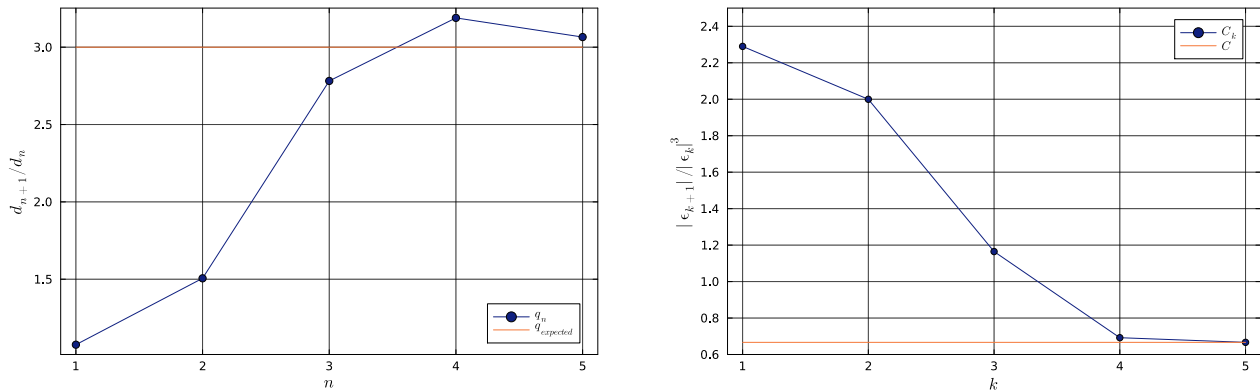 3.0
2.5
2.0
1.5
d_{n+1}/d_n
1 2 3 4 5
n
q_n
q_{expected}
2.4
2.2
2.0
1.8
1.6
1.4
1.2
1.0
0.8
0.6
|ϵ_{k+1}|/|ϵ_k|^3
1 2 3 4 5
k
C_k
C